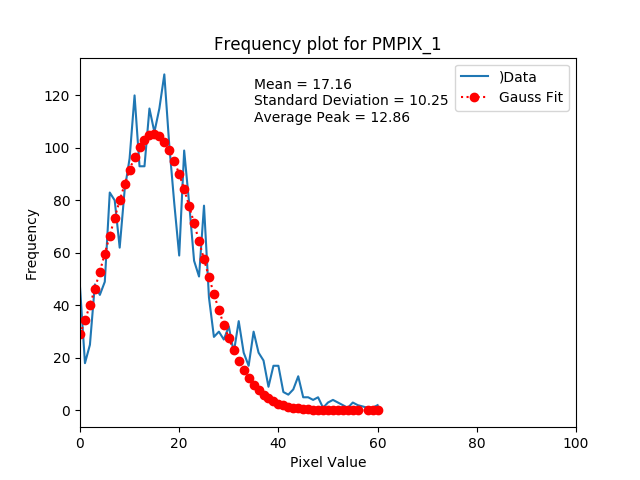 Frequency plot for PMPIX_1
Mean = 17.16
Standard Deviation = 10.25
Average Peak = 12.86
)Data
Gauss Fit
Frequency
120
100
80
60
40
20
0
0 20 40 60 80 100
Pixel Value